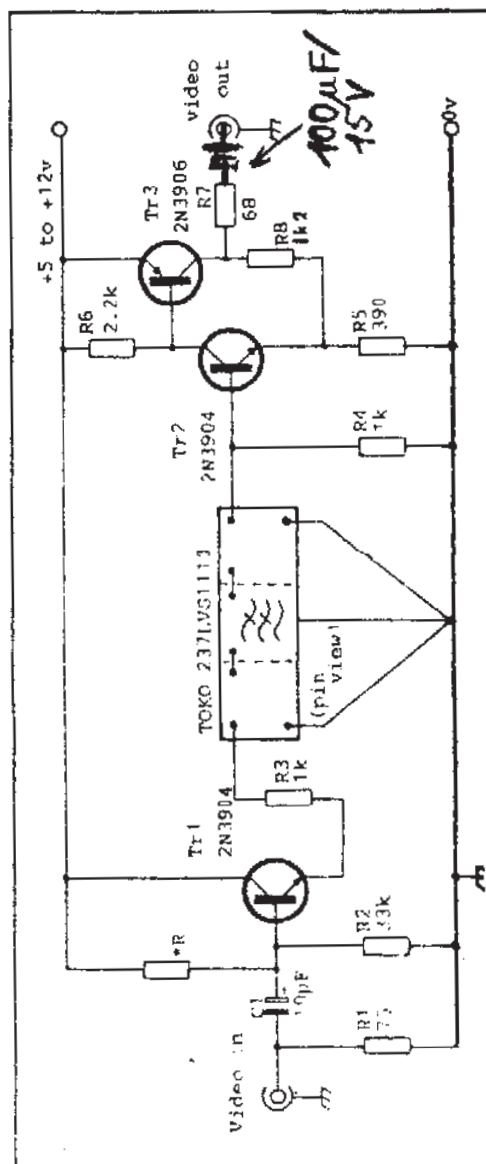 +5 to +12v
*R
R6
2.2k
Tr3
2N3906
Tr1
2N3904
TOKO
Tr2
2N3904
R7
68
video
out
100µF/
15V
R8
1k2
R3
1k
(pin
view)
C1
10µF
Video in
R1
R2
33k
R4
1k
R5
390
0v